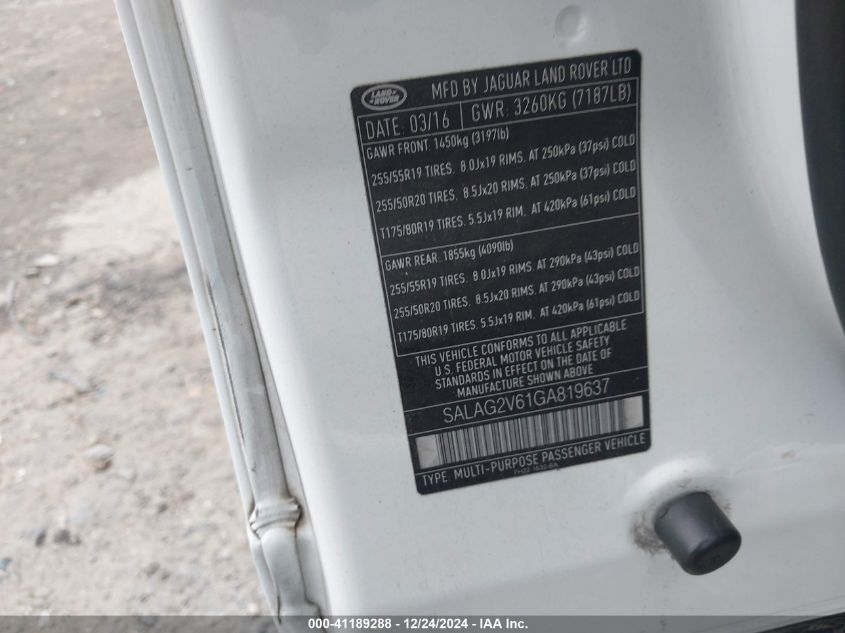 LAND ROVER
MFD BY JAGUAR LAND ROVER LTD
DATE: 03/16 GWR: 3260KG (7187LB)
GAWR FRONT. 1450kg (3197lb)
255/55R19 TIRES. 8.0Jx19 RIMS. AT 250kPa (37psi) COLD
255/50R20 TIRES. 8.5Jx20 RIMS. AT 250kPa (37psi) COLD
T175/80R19 TIRES. 5.5Jx19 RIM. AT 420kPa (61psi) COLD
GAWR REAR. 1855kg (4090lb)
255/55R19 TIRES. 8.0Jx19 RIMS. AT 290kPa (43psi) COLD
255/50R20 TIRES. 8.5Jx20 RIMS. AT 290kPa (43psi) COLD
T175/80R19 TIRES. 5.5Jx19 RIM. AT 420kPa (61psi) COLD
THIS VEHICLE CONFORMS TO ALL APPLICABLE
U.S. FEDERAL MOTOR VEHICLE SAFETY
STANDARDS IN EFFECT ON THE DATE OF
MANUFACTURE SHOWN ABOVE
SALAG2V61GA819637
TYPE: MULTI-PURPOSE PASSENGER VEHICLE
000-41189288 - 12/24/2024 - IAA Inc.